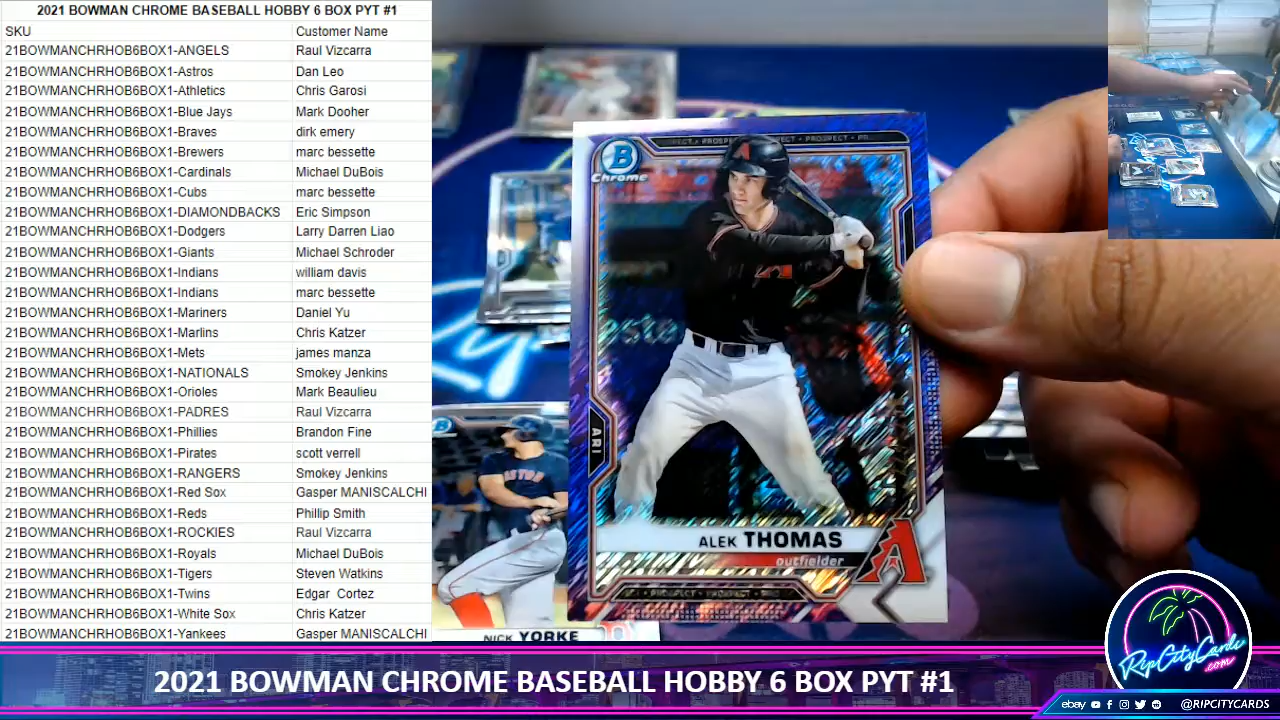 2021 BOWMAN CHROME BASEBALL HOBBY 6 BOX PYT #1
SKU Customer Name
21BOWMANCHRHOB6BOX1-ANGELS Raul Vizcarra
21BOWMANCHRHOB6BOX1-Astros Dan Leo
21BOWMANCHRHOB6BOX1-Athletics Chris Garosi
21BOWMANCHRHOB6BOX1-Blue Jays Mark Dooher
21BOWMANCHRHOB6BOX1-Braves dirk emery
21BOWMANCHRHOB6BOX1-Brewers marc bessette
21BOWMANCHRHOB6BOX1-Cardinals Michael DuBois
21BOWMANCHRHOB6BOX1-Cubs marc bessette
21BOWMANCHRHOB6BOX1-DIAMONDBACKS Eric Simpson
21BOWMANCHRHOB6BOX1-Dodgers Larry Darren Liao
21BOWMANCHRHOB6BOX1-Giants Michael Schroder
21BOWMANCHRHOB6BOX1-Indians william davis
21BOWMANCHRHOB6BOX1-Indians marc bessette
21BOWMANCHRHOB6BOX1-Mariners Daniel Yu
21BOWMANCHRHOB6BOX1-Marlins Chris Katzer
21BOWMANCHRHOB6BOX1-Mets james manza
21BOWMANCHRHOB6BOX1-NATIONALS Smokey Jenkins
21BOWMANCHRHOB6BOX1-Orioles Mark Beaulieu
21BOWMANCHRHOB6BOX1-PADRES Raul Vizcarra
21BOWMANCHRHOB6BOX1-Phillies Brandon Fine
21BOWMANCHRHOB6BOX1-Pirates scott verrell
21BOWMANCHRHOB6BOX1-RANGERS Smokey Jenkins
21BOWMANCHRHOB6BOX1-Red Sox Gasper MANISCALCHI
21BOWMANCHRHOB6BOX1-Reds Phillip Smith
21BOWMANCHRHOB6BOX1-ROCKIES Raul Vizcarra
21BOWMANCHRHOB6BOX1-Royals Michael DuBois
21BOWMANCHRHOB6BOX1-Tigers Steven Watkins
21BOWMANCHRHOB6BOX1-Twins Edgar Cortez
21BOWMANCHRHOB6BOX1-White Sox Chris Katzer
21BOWMANCHRHOB6BOX1-Yankees Gasper MANISCALCHI
PROSPECT
B
Chrome
A
ARI
ALEK THOMAS
outfielder
A
PROSPECT • PROSPECT
B
NICK YORKE
2021 BOWMAN CHROME BASEBALL HOBBY 6 BOX PYT #1
RipCityCards
.com
ebay @RIPCITYCARDS